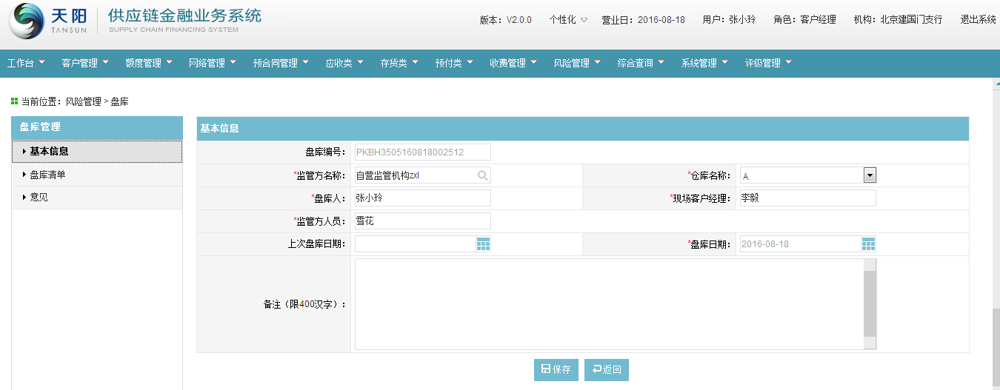 天阳 供应链金融业务系统
TANSUN SUPPLY CHAIN FINANCING SYSTEM
版本：V2.0.0 个性化 营业日：2016-08-18 用户：张小玲 角色：客户经理 机构：北京建国门支行 退出系统
工作台 客户管理 额度管理 网络管理 预合同管理 应收类 存货类 预付类 收费管理 风险管理 综合查询 系统管理 评级管理
当前位置：风险管理 > 盘库
盘库管理
基本信息
盘库清单
意见
基本信息
盘库编号： PKBH3505160818002512
*监管方名称： 自营监管机构zxl *仓库名称： A
*盘库人： 张小玲 *现场客户经理： 李毅
*监管方人员： 雪花
上次盘库日期： *盘库日期： 2016-08-18
备注（限400汉字）：
保存 返回